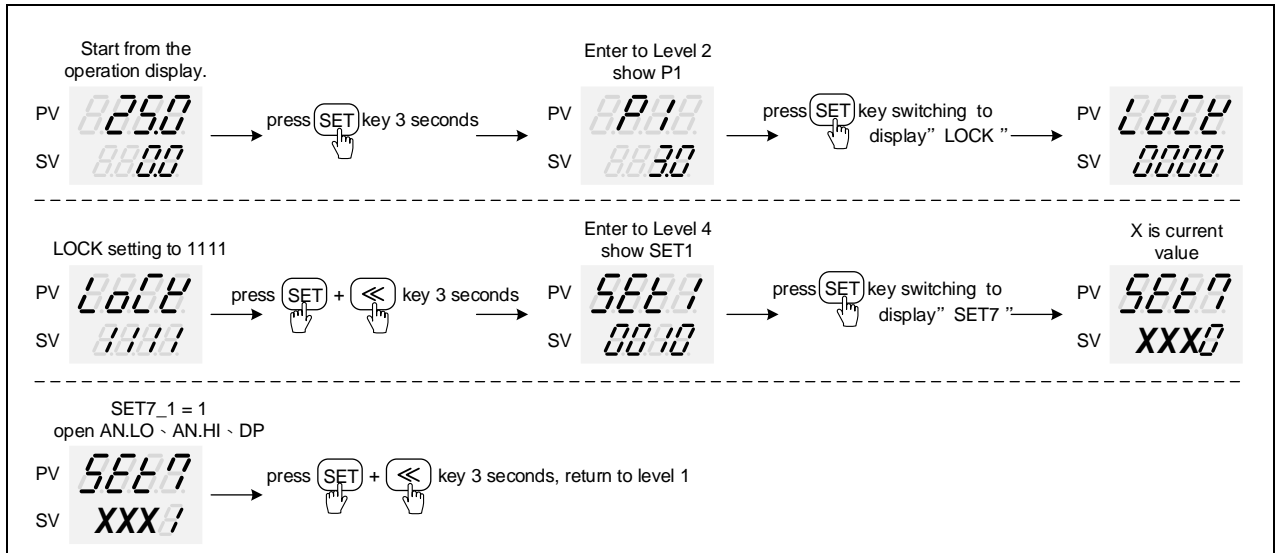 Start from the
operation display.
PV 25.0
SV 0.0
press SET key 3 seconds
Enter to Level 2
show P1
PV P1
SV 3.0
press SET key switching to
display” LOCK ”
PV LoCK
SV 0000
LOCK setting to 1111
PV LoCK
SV 1111
press SET + ≪ key 3 seconds
Enter to Level 4
show SET1
PV SEt1
SV 0010
press SET key switching to
display” SET7 ”
X is current
value
PV SEt7
SV XXX0
SET7_1 = 1
open AN.LO、AN.HI、DP
PV SEt7
SV XXX1
press SET + ≪ key 3 seconds, return to level 1